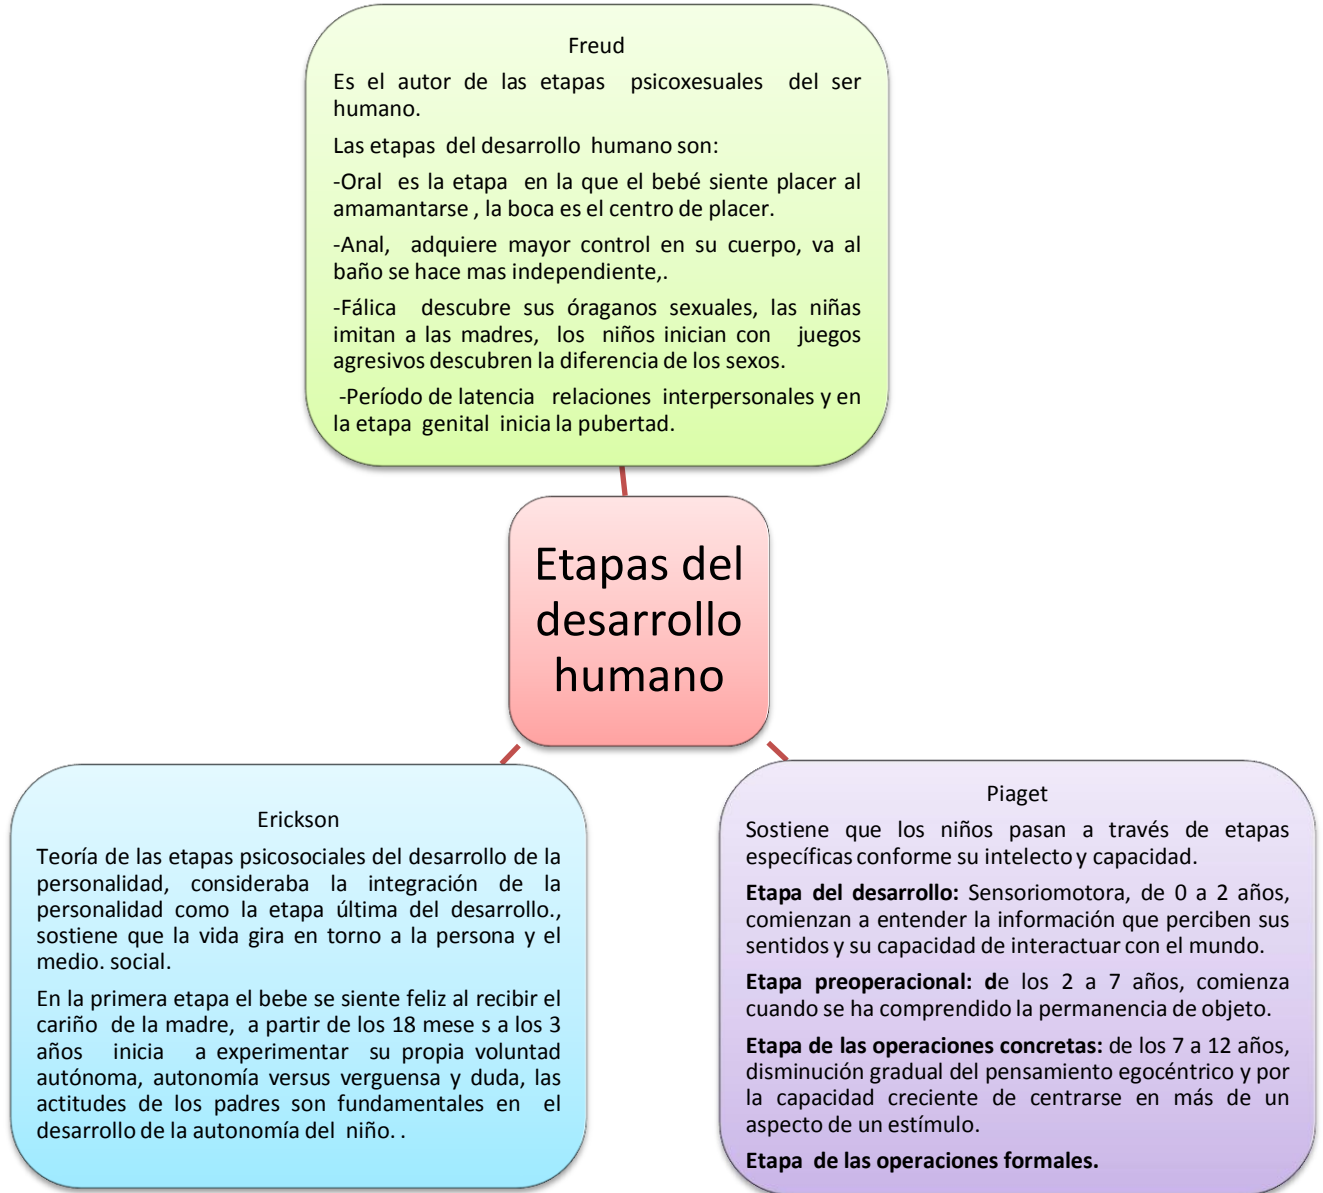 Freud
Es el autor de las etapas psicoxesuales del ser
humano.
Las etapas del desarrollo humano son:
-Oral es la etapa en la que el bebé siente placer al
amamantarse , la boca es el centro de placer.
-Anal, adquiere mayor control en su cuerpo, va al
baño se hace mas independiente,.
-Fálica descubre sus óraganos sexuales, las niñas
imitan a las madres, los niños inician con juegos
agresivos descubren la diferencia de los sexos.
-Período de latencia relaciones interpersonales y en
la etapa genital inicia la pubertad.
Etapas del
desarrollo
humano
Erickson
Teoría de las etapas psicosociales del desarrollo de la
personalidad, consideraba la integración de la
personalidad como la etapa última del desarrollo.,
sostiene que la vida gira en torno a la persona y el
medio. social.
En la primera etapa el bebe se siente feliz al recibir el
cariño de la madre, a partir de los 18 mese s a los 3
años inicia a experimentar su propia voluntad
autónoma, autonomía versus verguensa y duda, las
actitudes de los padres son fundamentales en el
desarrollo de la autonomía del niño. .
Piaget
Sostiene que los niños pasan a través de etapas
específicas conforme su intelecto y capacidad.
Etapa del desarrollo: Sensoriomotora, de 0 a 2 años,
comienzan a entender la información que perciben sus
sentidos y su capacidad de interactuar con el mundo.
Etapa preoperacional: de los 2 a 7 años, comienza
cuando se ha comprendido la permanencia de objeto.
Etapa de las operaciones concretas: de los 7 a 12 años,
disminución gradual del pensamiento egocéntrico y por
la capacidad creciente de centrarse en más de un
aspecto de un estímulo.
Etapa de las operaciones formales.